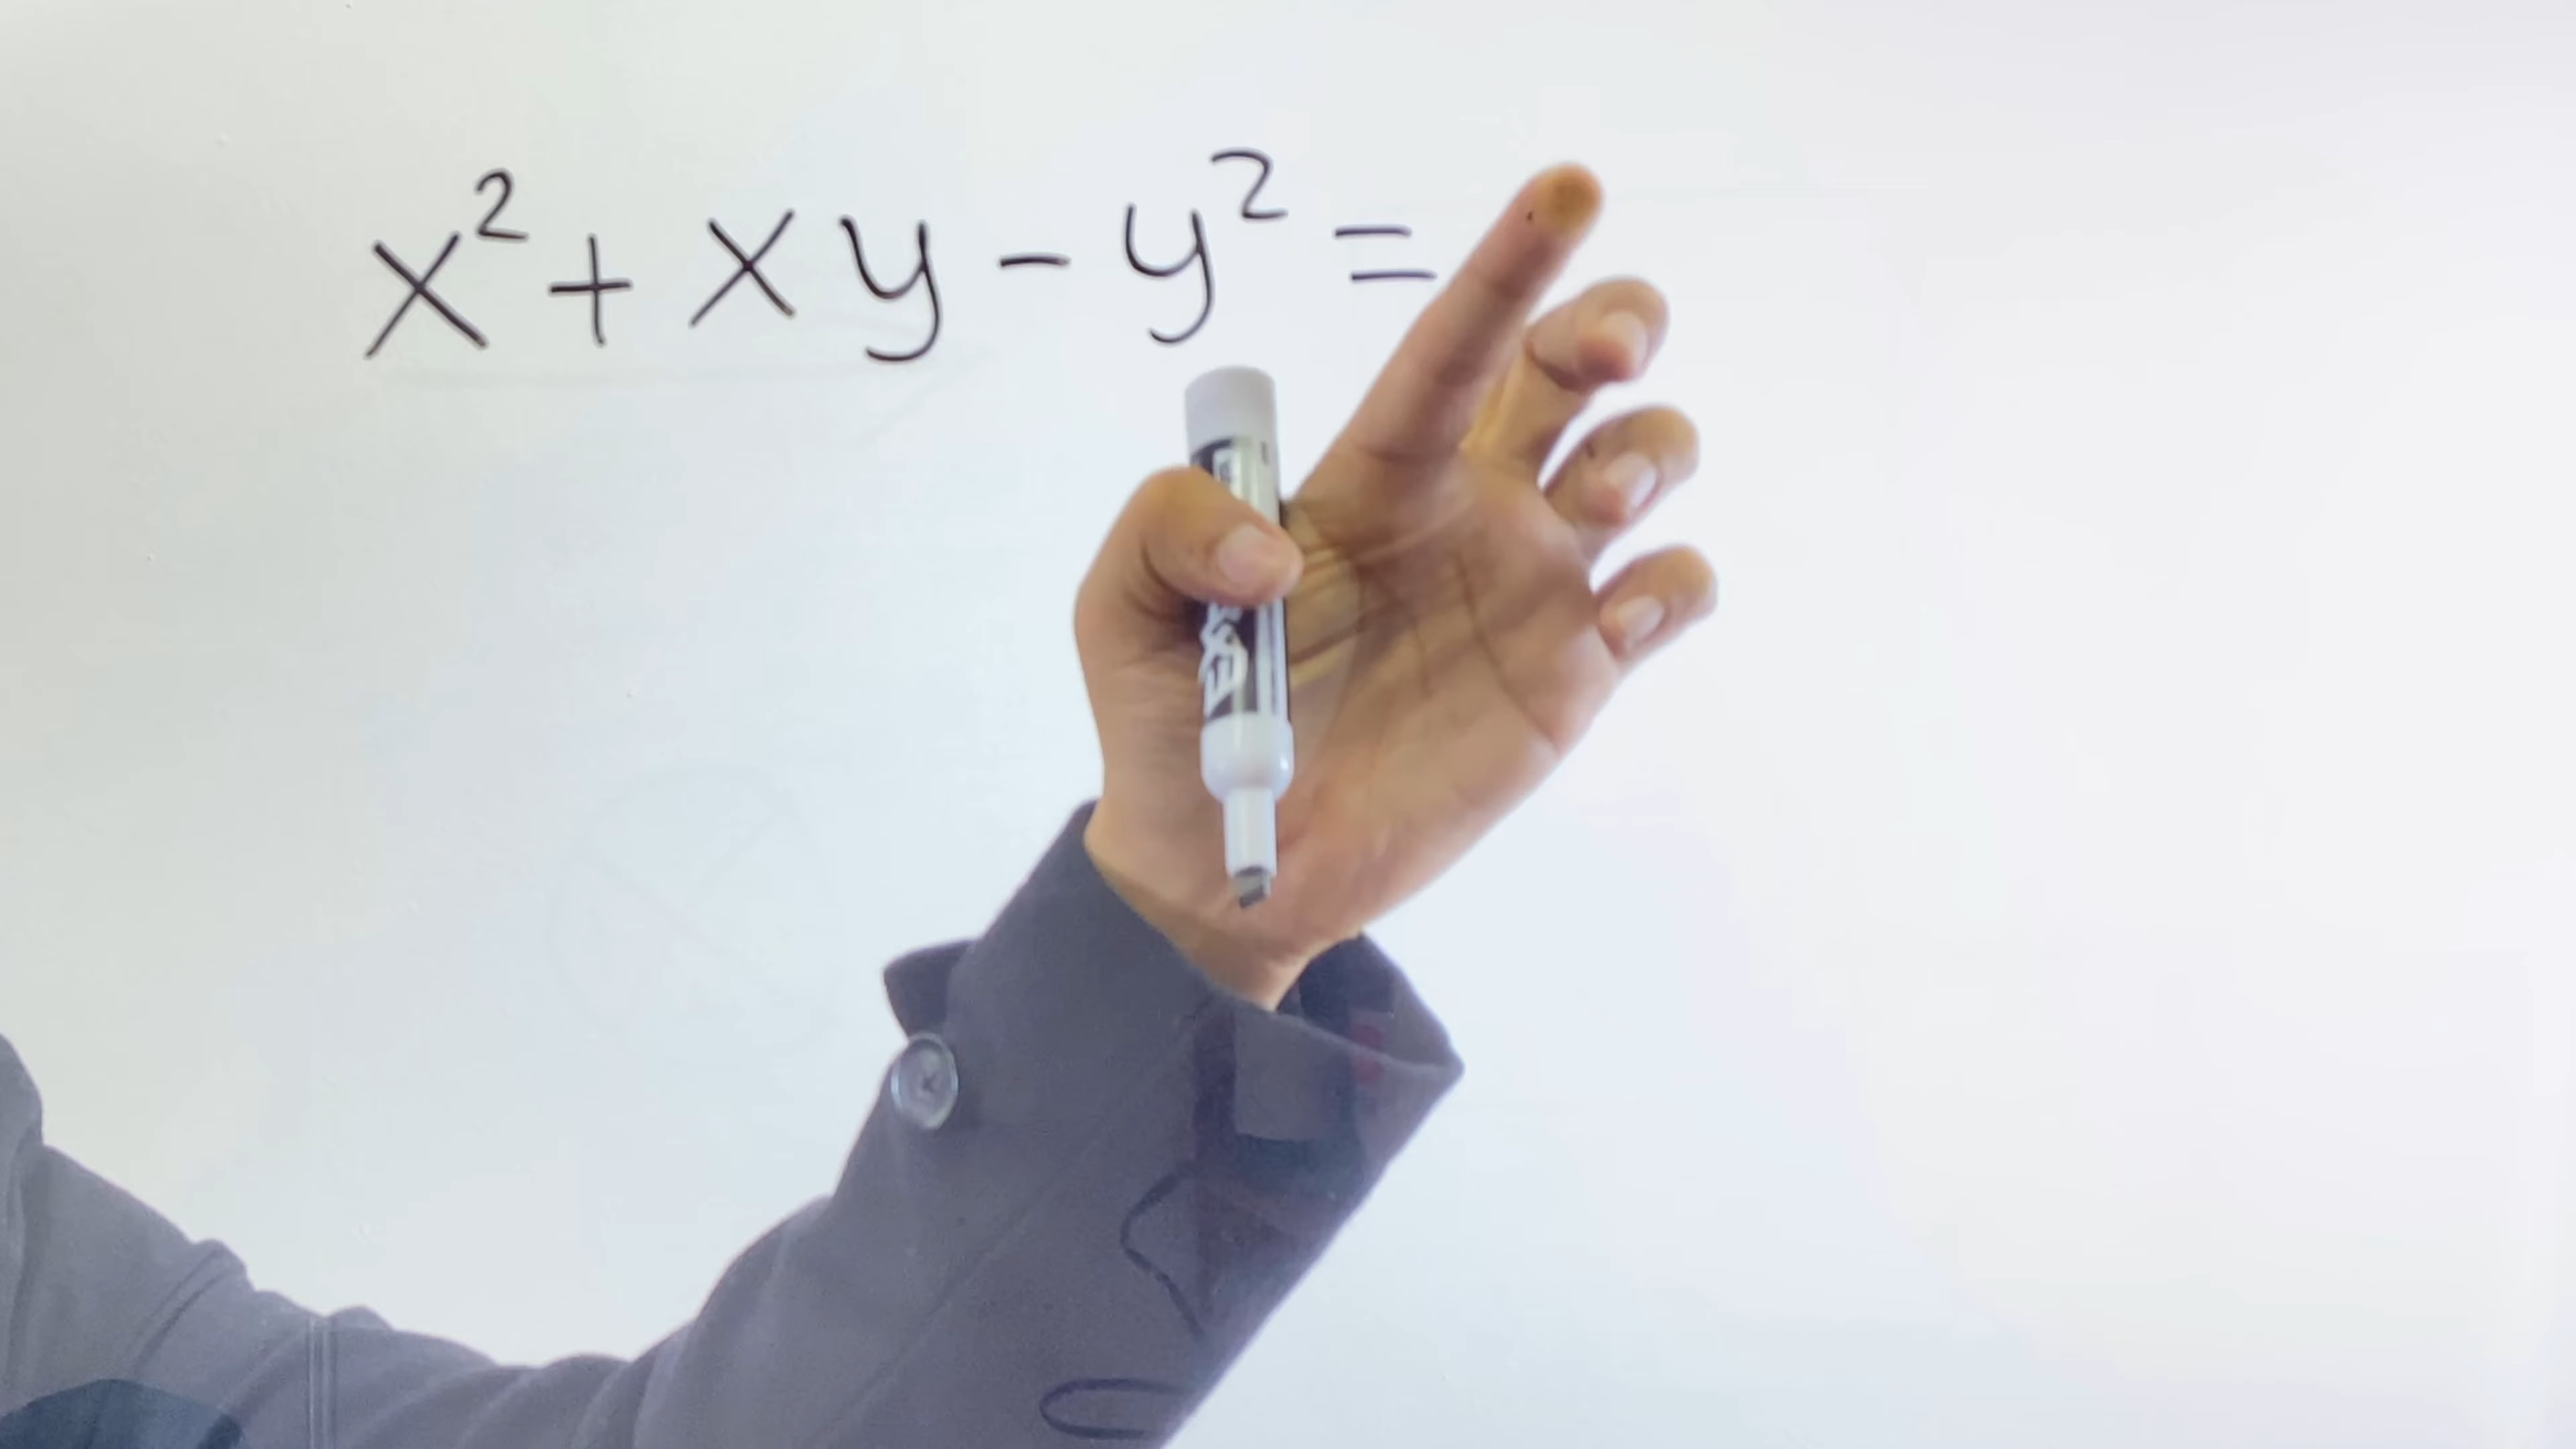 x² + xy - y² =